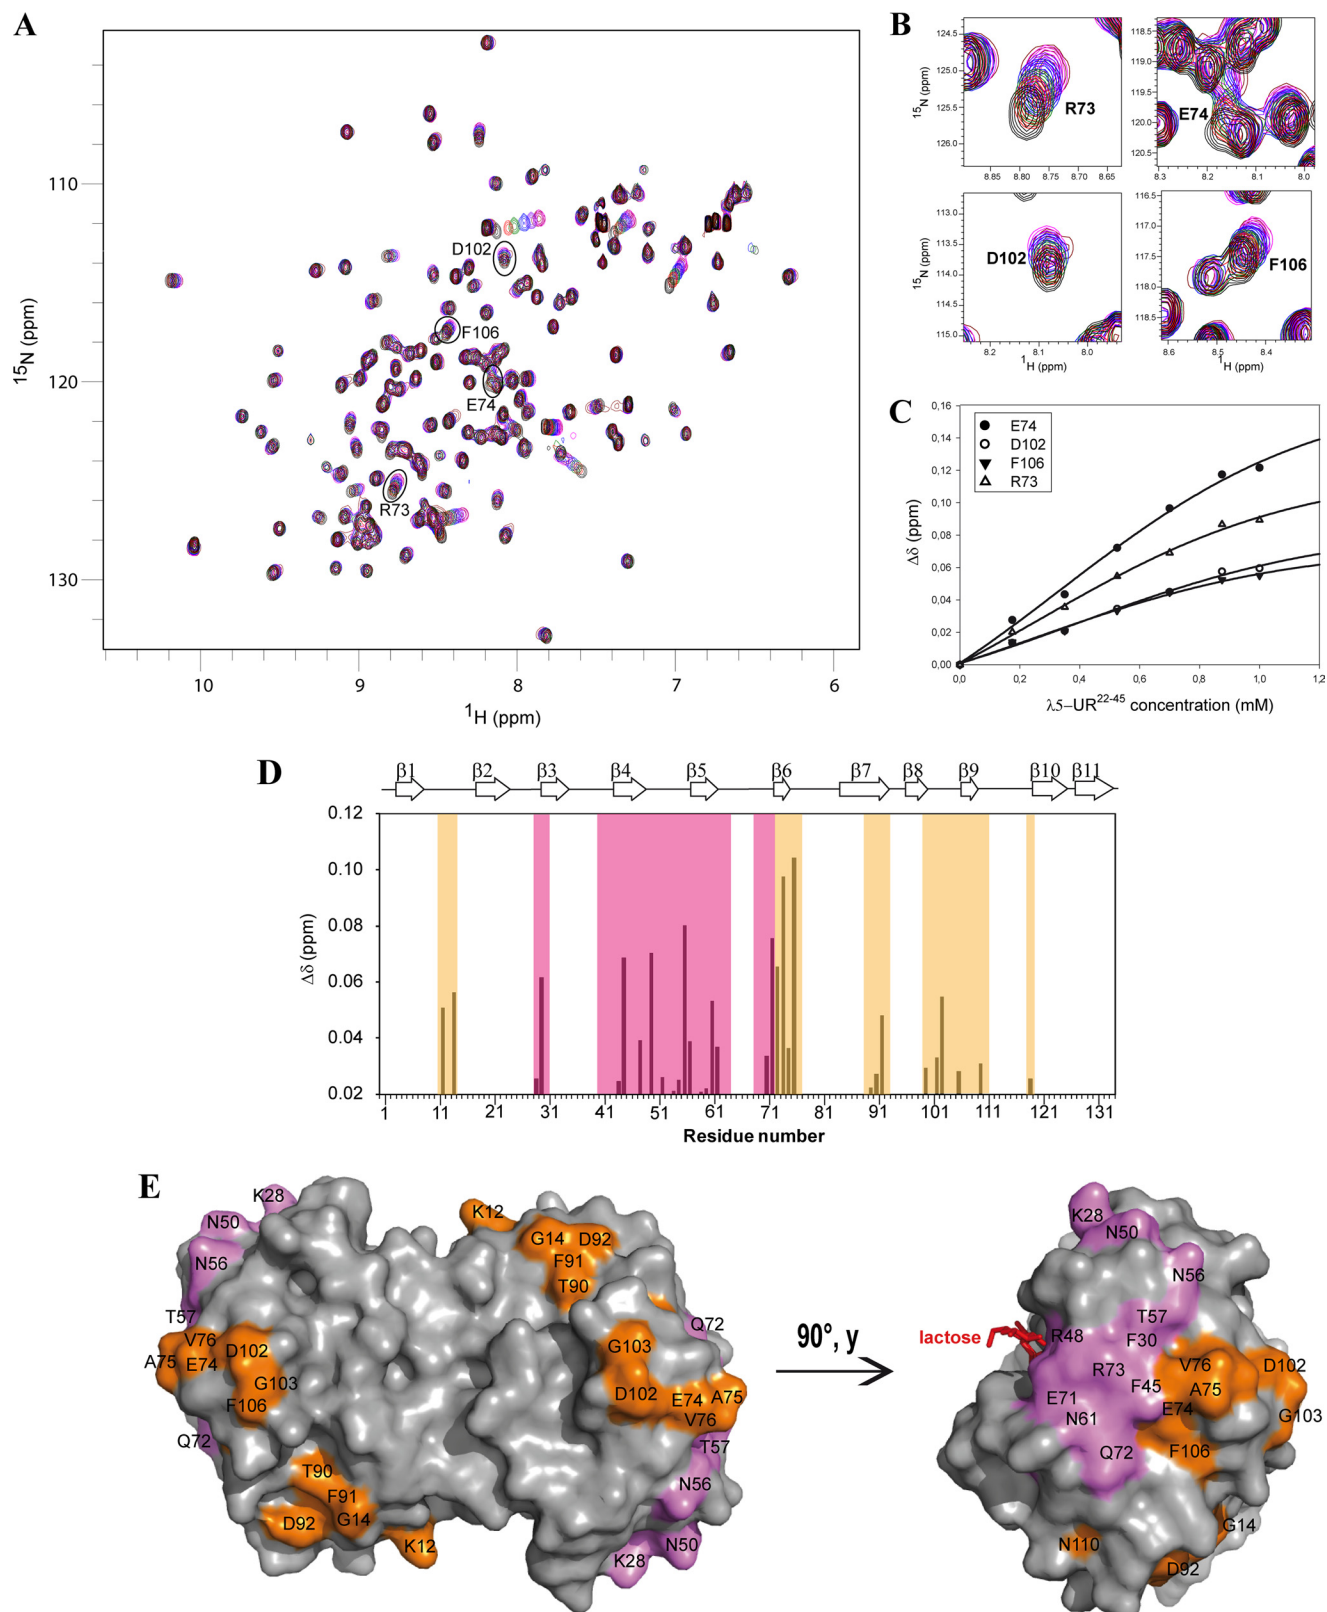 A
110
120
130
15N (ppm)
10
9
8
7
6
1H (ppm)
D102
F106
E74
R73
B
124.5
125.0
125.5
126.0
15N (ppm)
R73
8.85 8.80 8.75 8.70 8.65
118.5
119.0
119.5
120.0
120.5
E74
8.3 8.2 8.1 8.0
113.0
113.5
114.0
114.5
115.0
15N (ppm)
D102
8.2 8.1 8.0
1H (ppm)
116.5
117.0
117.5
118.0
118.5
F106
8.6 8.5 8.4
1H (ppm)
C
0,16
0,14
0,12
0,10
0,08
0,06
0,04
0,02
0,00
Δδ (ppm)
E74
D102
F106
R73
0,0 0,2 0,4 0,6 0,8 1,0 1,2
λ5–UR22-45 concentration (mM)
D
β1 β2 β3 β4 β5 β6 β7 β8 β9 β10 β11
0.12
0.10
0.08
0.06
0.04
0.02
Δδ (ppm)
1 11 21 31 41 51 61 71 81 91 101 111 121 131
Residue number
E
K28
N50
N56
T57
V76
A75
E74
D102
G103
F106
Q72
T90
F91
G14
D92
K12
K12
G14 D92
F91
T90
Q72
G103
D102
E74 A75
V76
T57
N56
N50
K28
90°, y
lactose
K28
N50
N56
T57
R48
F30
R73
V76
D102
F45
A75
E71
E74
G103
N61
Q72
F106
G14
N110
D92